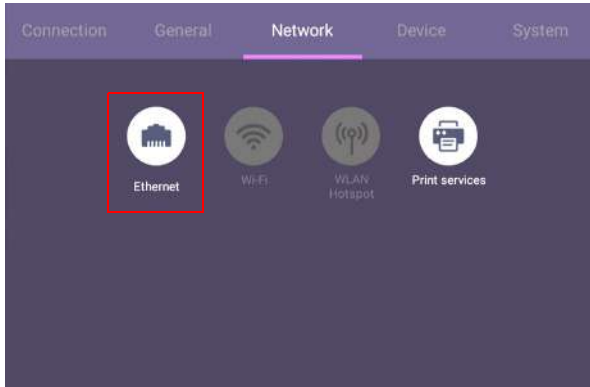 Connection General Network Device System
Ethernet Wi-Fi WLAN Print services
Hotspot